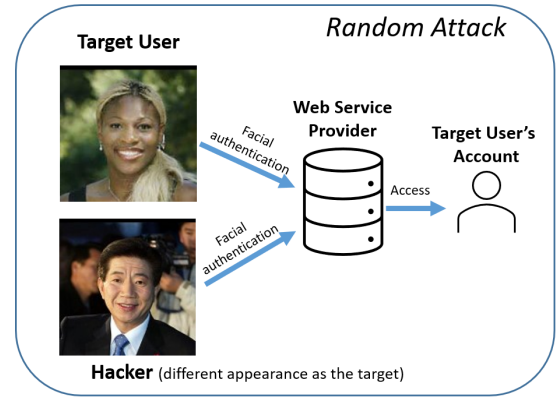 Random Attack
Target User
Facial
authentication
Web Service
Provider
Target User’s
Account
Access
Facial
authentication
Hacker (different appearance as the target)